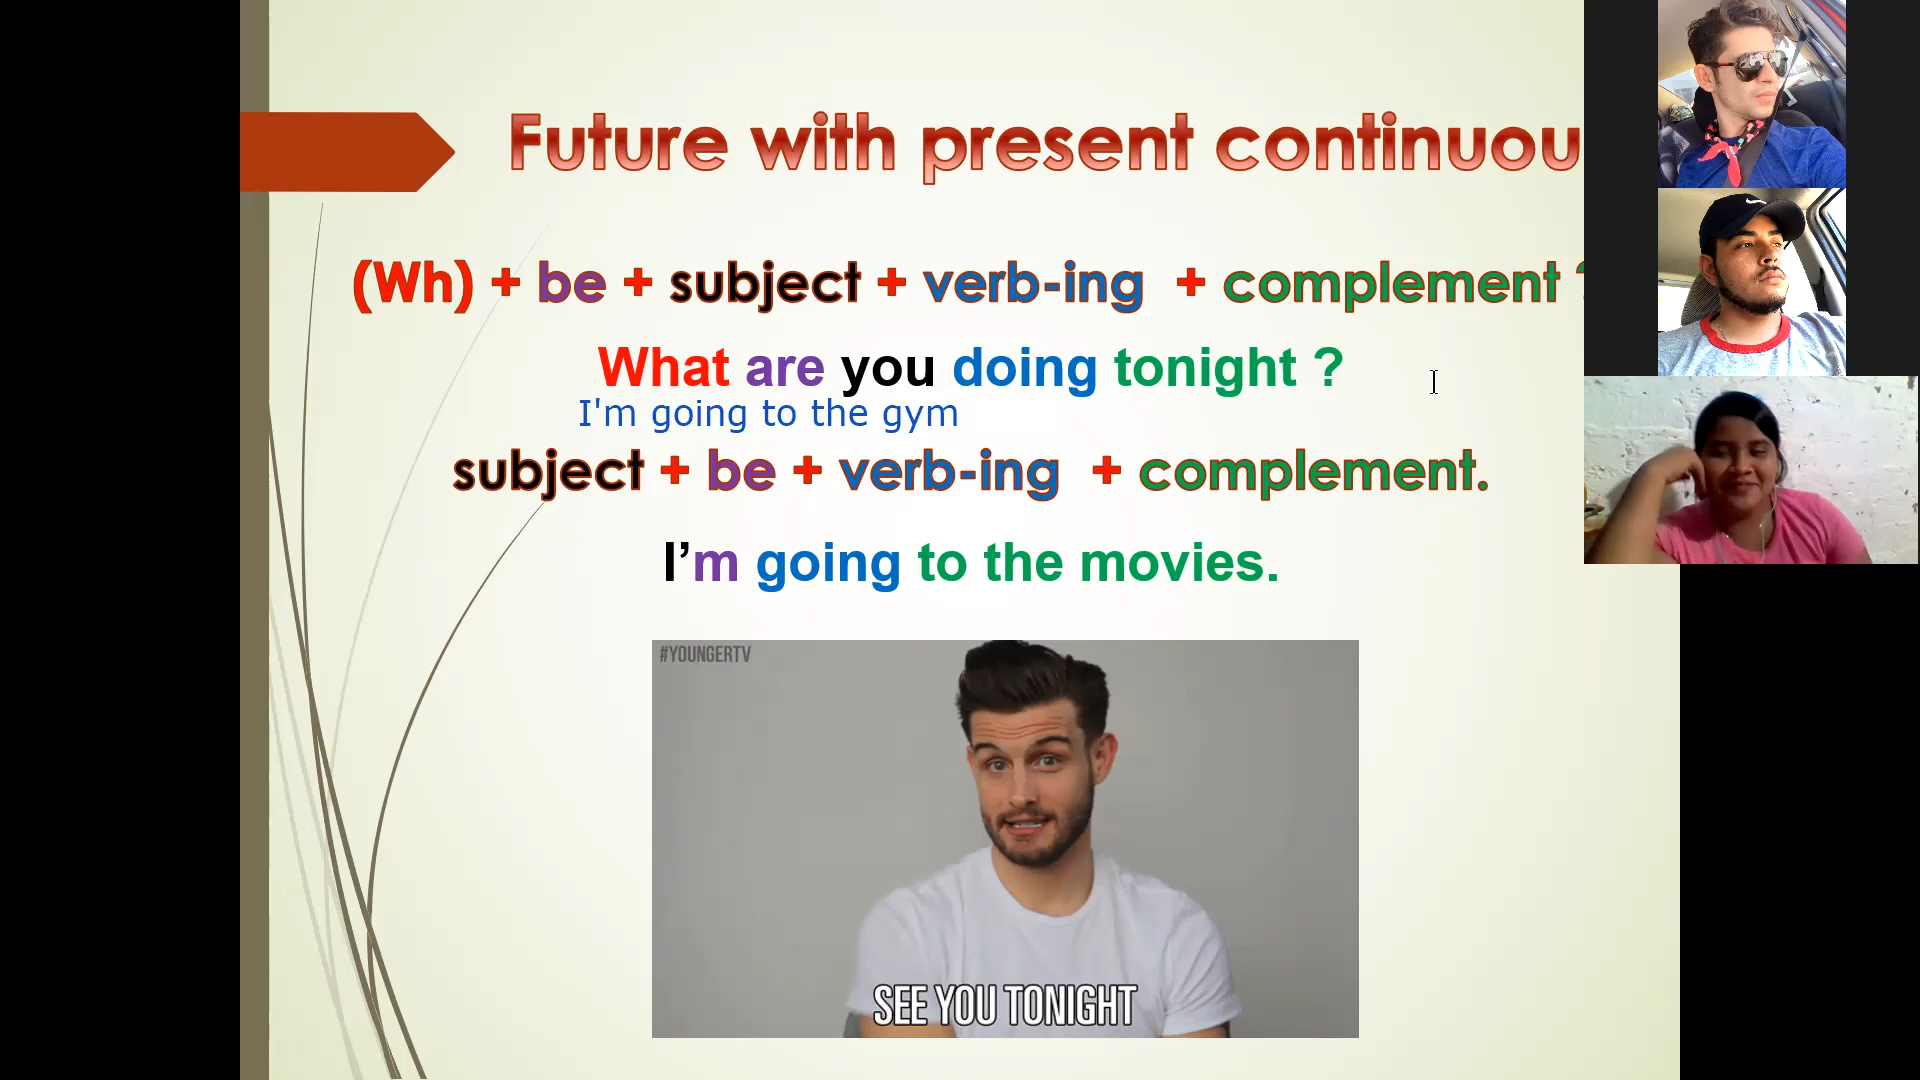 Future with present continuou
(Wh) + be + subject + verb-ing + complement ?
What are you doing tonight ?
I'm going to the gym
subject + be + verb-ing + complement.
I’m going to the movies.
#YOUNGERTV
SEE YOU TONIGHT